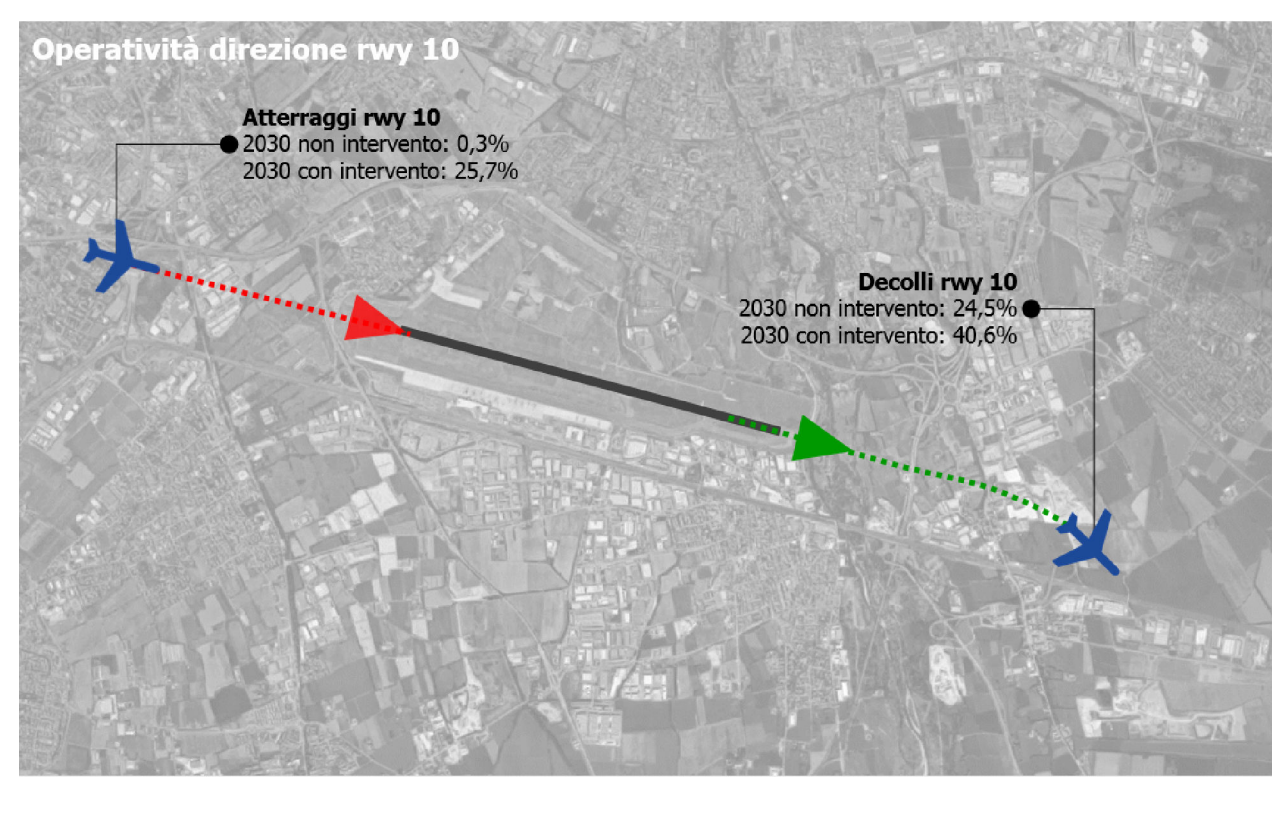 Operatività direzione rwy 10
Atterraggi rwy 10
2030 non intervento: 0,3%
2030 con intervento: 25,7%
Decolli rwy 10
2030 non intervento: 24,5%
2030 con intervento: 40,6%